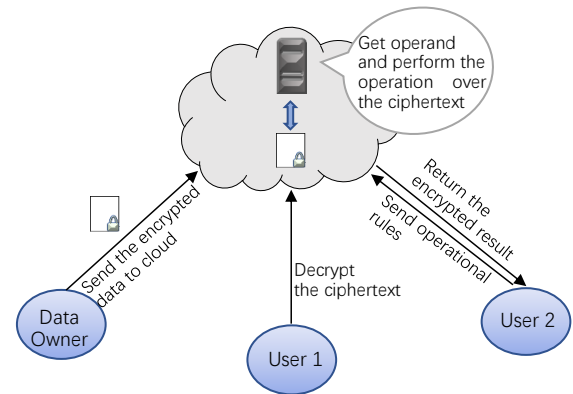 Get operand
and perform the
operation over
the ciphertext
Return the
encrypted result
Send operational
rules
Send the encrypted
data to cloud
Decrypt
the ciphertext
Data
Owner
User 1
User 2